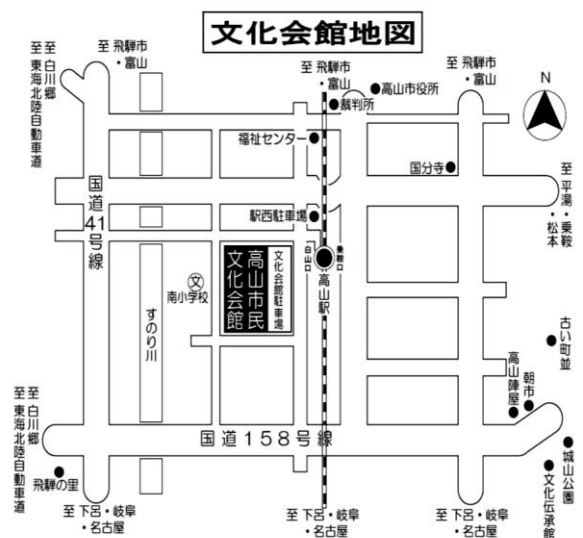 文化会館地図
至 白川郷
東海北陸自動車道
至 飛騨市
・富山
至 飛騨市
・富山
至 飛騨市
・富山
高山市役所
裁判所
N
福祉センター
国分寺
至 平湯・乗鞍
・松本
国道41号線
駅西駐車場
白山口
乗鞍口
高山駅
文
南小学校
高山市民
文化会館
文化会館駐車場
すのり川
古い町並
朝市
高山陣屋
至 白川郷
至 東海北陸自動車道
国道158号線
城山公園
文化伝承館
飛騨の里
至 下呂・岐阜
・名古屋
至 下呂・岐阜
・名古屋
至 下呂・岐阜
・名古屋